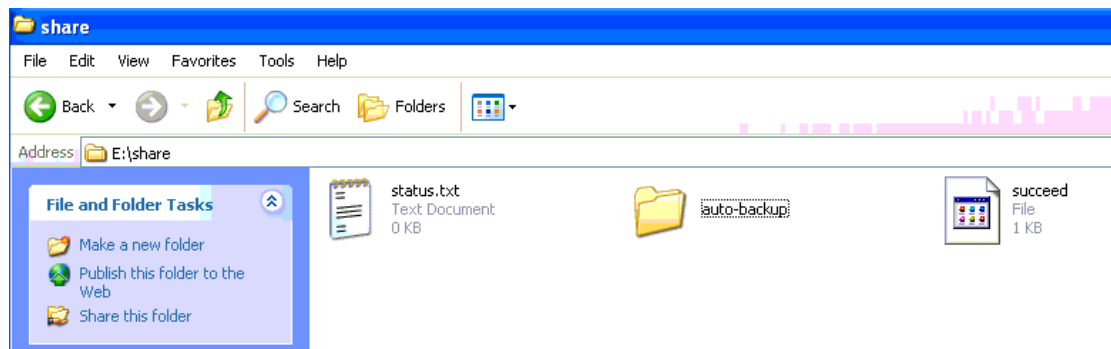 share
File Edit View Favorites Tools Help
Back Search Folders
Address E:\share
File and Folder Tasks
Make a new folder
Publish this folder to the
Web
Share this folder
status.txt
Text Document
0 KB
auto-backup
succeed
File
1 KB